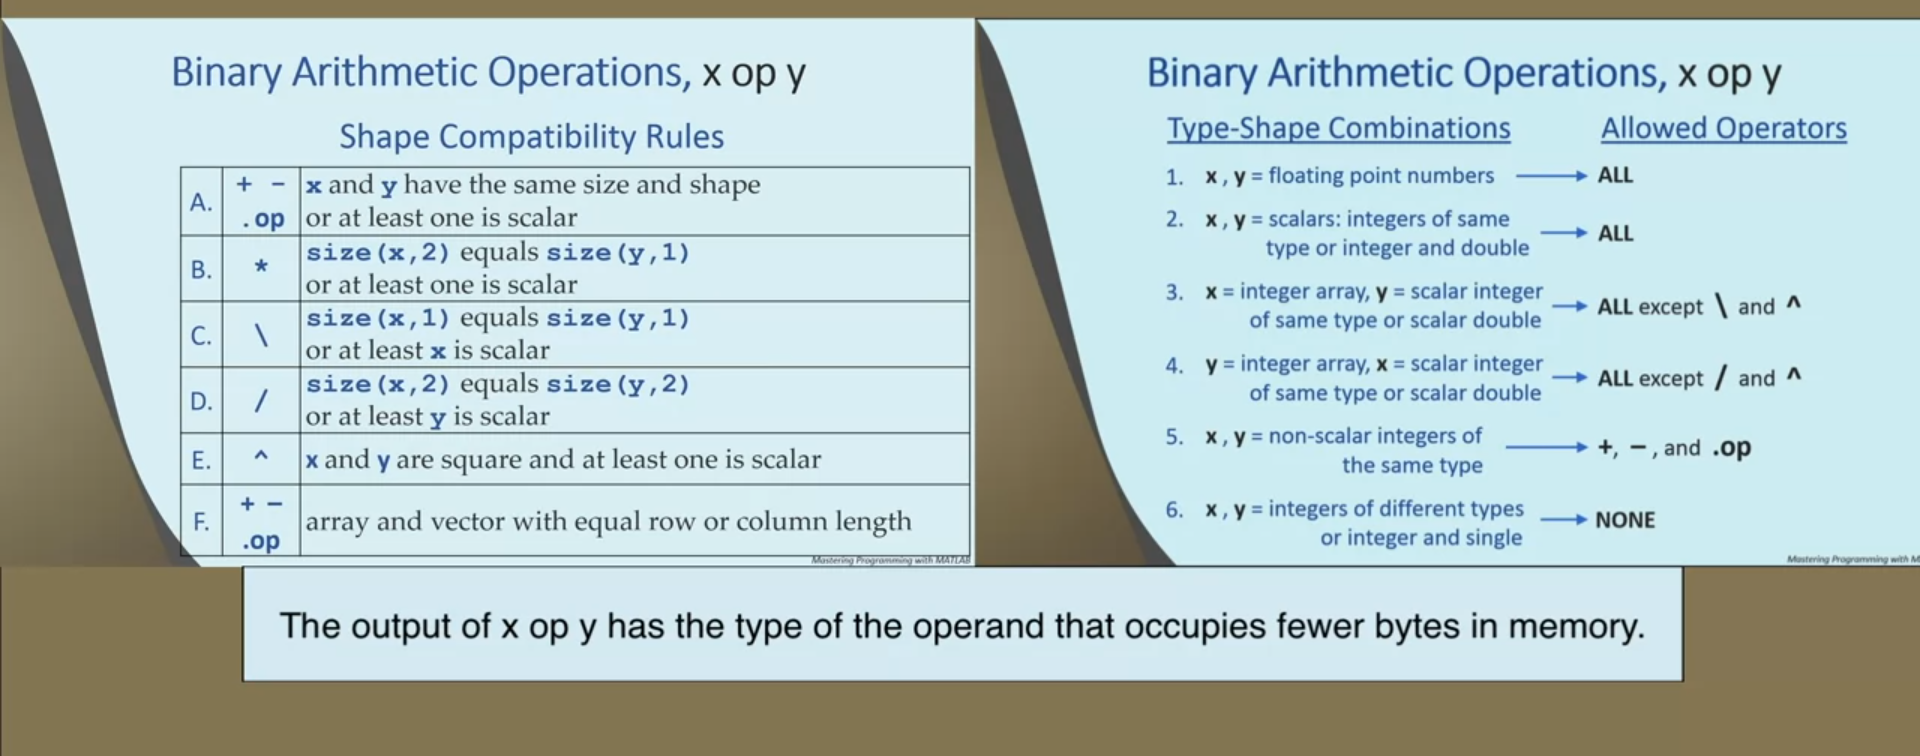 Binary Arithmetic Operations, x op y
Shape Compatibility Rules
A. + - x and y have the same size and shape
.op or at least one is scalar
B. * size(x,2) equals size(y,1)
or at least one is scalar
C. \ size(x,1) equals size(y,1)
or at least x is scalar
D. / size(x,2) equals size(y,2)
or at least y is scalar
E. ^ x and y are square and at least one is scalar
F. + - .op array and vector with equal row or column length
Mastering Programming with MATLAB
Binary Arithmetic Operations, x op y
Type-Shape Combinations Allowed Operators
1. x , y = floating point numbers → ALL
2. x , y = scalars: integers of same
type or integer and double → ALL
3. x = integer array, y = scalar integer
of same type or scalar double → ALL except \ and ^
4. y = integer array, x = scalar integer
of same type or scalar double → ALL except / and ^
5. x , y = non-scalar integers of
the same type → +, −, and .op
6. x , y = integers of different types
or integer and single → NONE
Mastering Programming with M
The output of x op y has the type of the operand that occupies fewer bytes in memory.